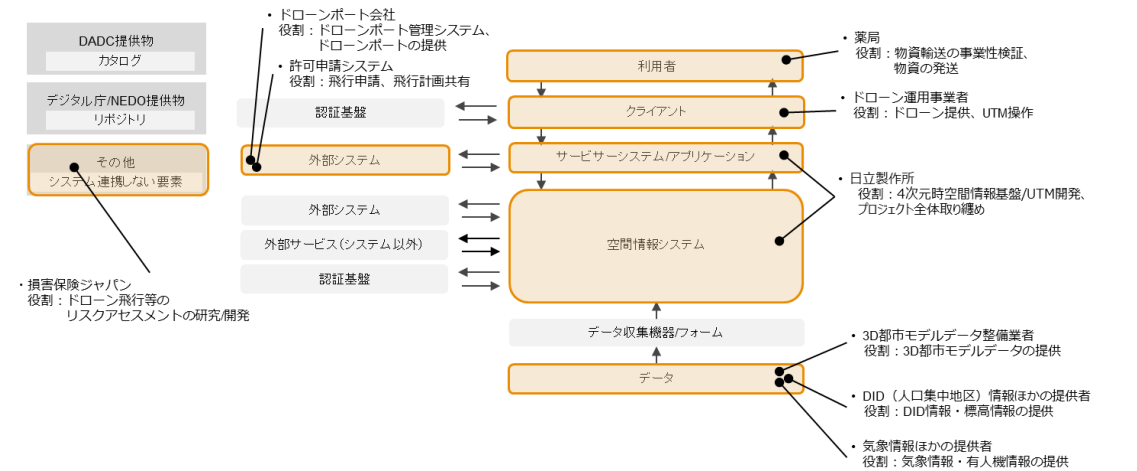 DADC提供物
カタログ
デジタル庁/NEDO提供物
リポジトリ
その他
システム連携しない要素
・損害保険ジャパン
役割：ドローン飛行等の
リスクアセスメントの研究/開発
・ドローンポート会社
役割：ドローンポート管理システム、
ドローンポートの提供
・許可申請システム
役割：飛行申請、飛行計画共有
認証基盤
外部システム
外部システム
外部サービス（システム以外）
認証基盤
利用者
クライアント
サービサーシステム/アプリケーション
空間情報システム
データ収集機器/フォーム
データ
・薬局
役割：物資輸送の事業性検証、
物資の発送
・ドローン運用事業者
役割：ドローン提供、UTM操作
・日立製作所
役割：4次元時空間情報基盤/UTM開発、
プロジェクト全体取り纏め
・3D都市モデルデータ整備業者
役割：3D都市モデルデータの提供
・DID（人口集中地区）情報ほかの提供者
役割：DID情報・標高情報の提供
・気象情報ほかの提供者
役割：気象情報・有人機情報の提供